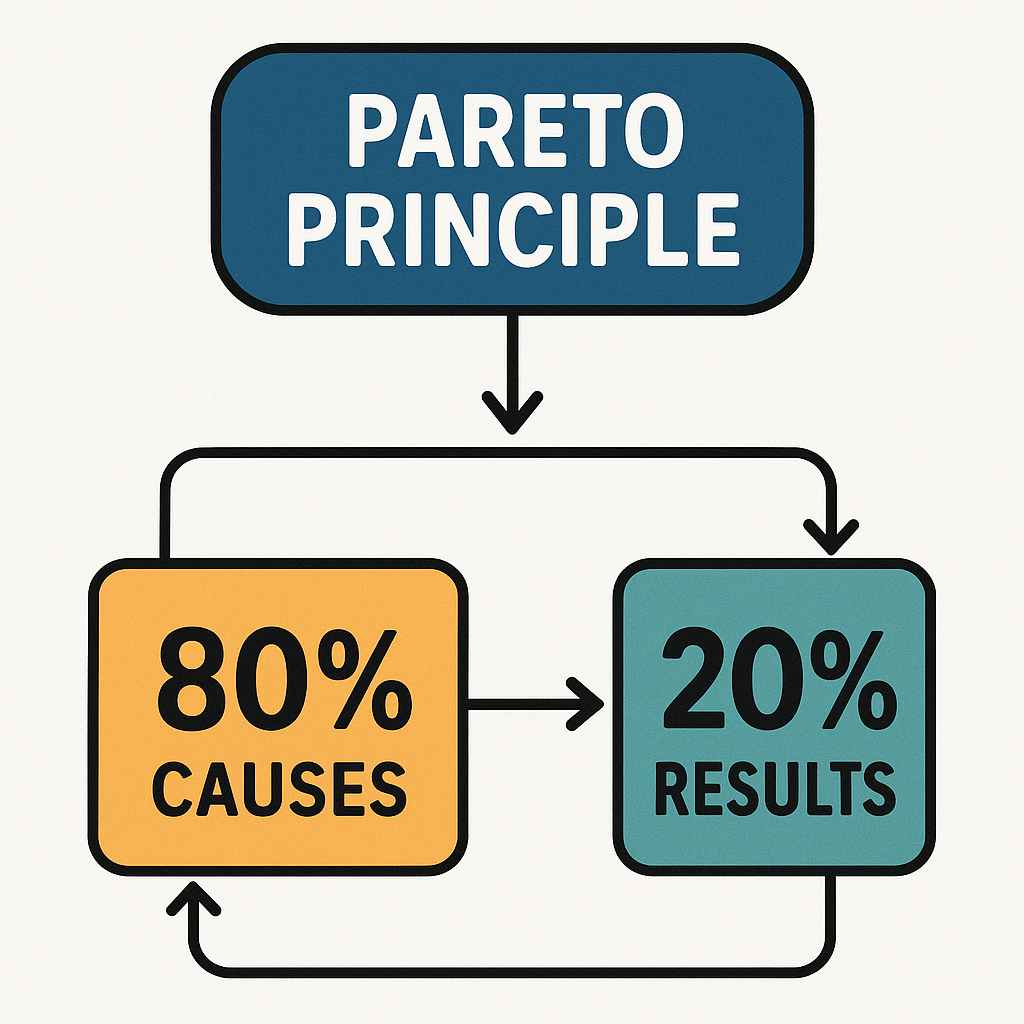 PARETO
PRINCIPLE
80%
CAUSES
20%
RESULTS